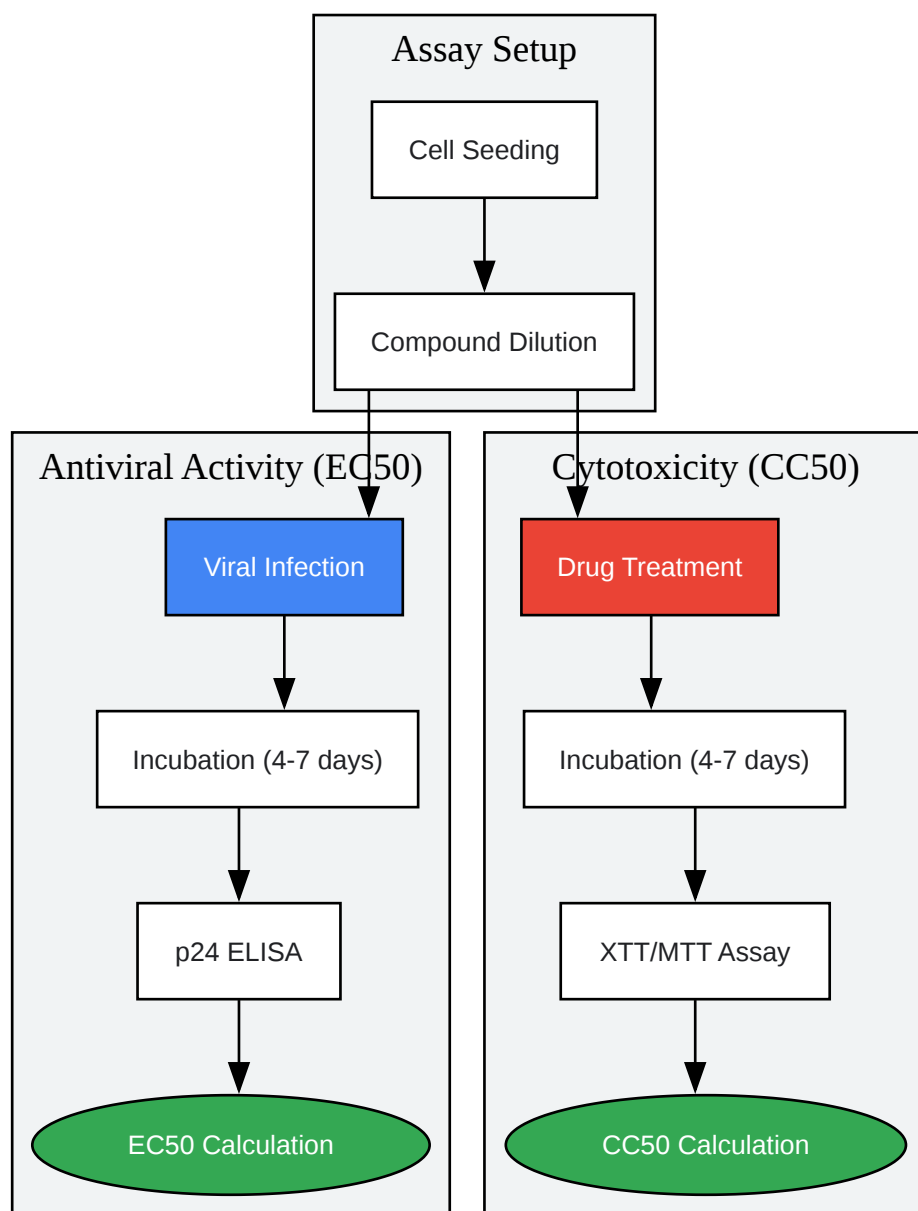 Assay Setup
Cell Seeding
Compound Dilution
Antiviral Activity (EC50)
Viral Infection
Incubation (4-7 days)
p24 ELISA
EC50 Calculation
Cytotoxicity (CC50)
Drug Treatment
Incubation (4-7 days)
XTT/MTT Assay
CC50 Calculation